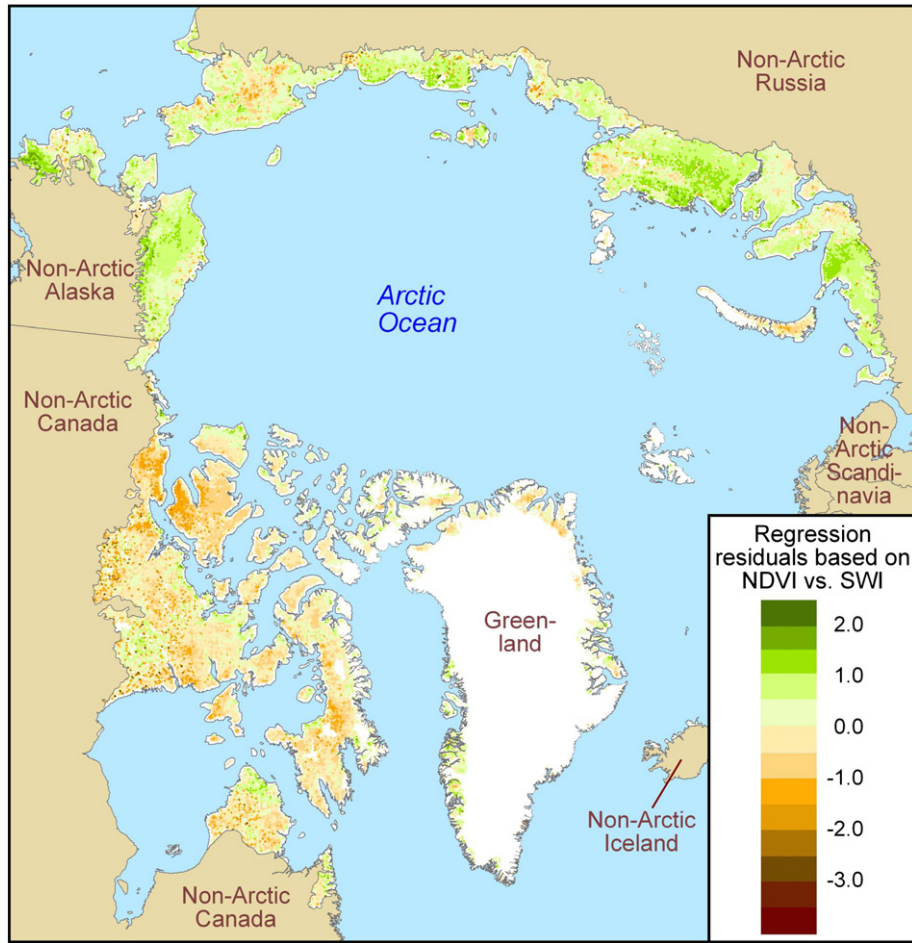 Non-Arctic
Russia
Non-Arctic
Alaska
Arctic
Ocean
Non-Arctic
Canada
Non-
Arctic
Scandi-
navia
Green-
land
Non-Arctic
Iceland
Non-Arctic
Canada
Regression
residuals based on
NDVI vs. SWI
2.0
1.0
0.0
-1.0
-2.0
-3.0